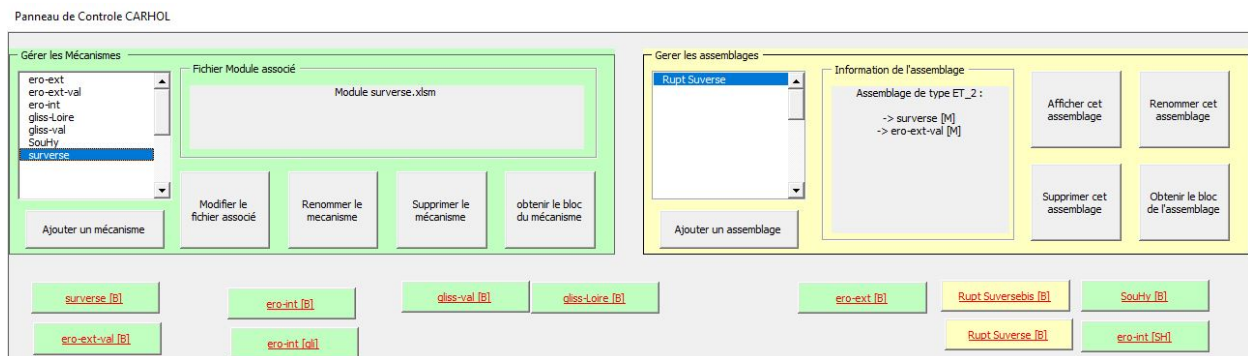 Panneau de Controle CARHOL
Gérer les Mécanismes
ero-ext
ero-ext-val
ero-int
gliss-Loire
gliss-val
SouHy
surverse
Fichier Module associé
Module surverse.xlsm
Ajouter un mécanisme
Modifier le
fichier associé
Renommer le
mecanisme
Supprimer le
mécanisme
obtenir le bloc
du mécanisme
Gerer les assemblages
Rupt Suverse
Ajouter un assemblage
Information de l'assemblage
Assemblage de type ET_2 :
-> surverse [M]
-> ero-ext-val [M]
Afficher cet
assemblage
Renommer cet
assemblage
Supprimer cet
assemblage
Obtenir le bloc
de l'assemblage
surverse [B]
ero-int [B]
gliss-val [B]
gliss-Loire [B]
ero-ext [B]
Rupt Suversebis [B]
SouHy [B]
ero-ext-val [B]
ero-int [gli]
Rupt Suverse [B]
ero-int [SH]